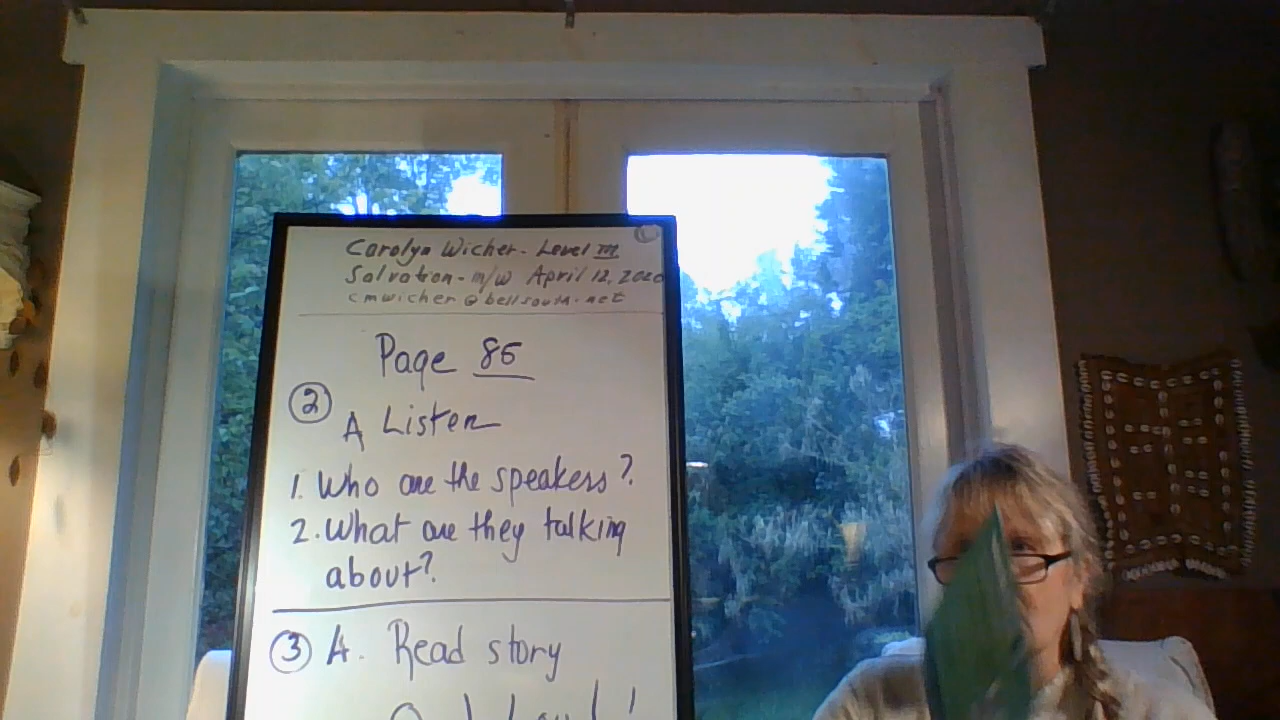 Carolyn Wicher - Level III
Salvation - m/w April 12, 2020
cmwicher@bellsouth.net
Page 85
② A Listen
1. Who are the speakers?
2. What are they talking
about?
③ A. Read story